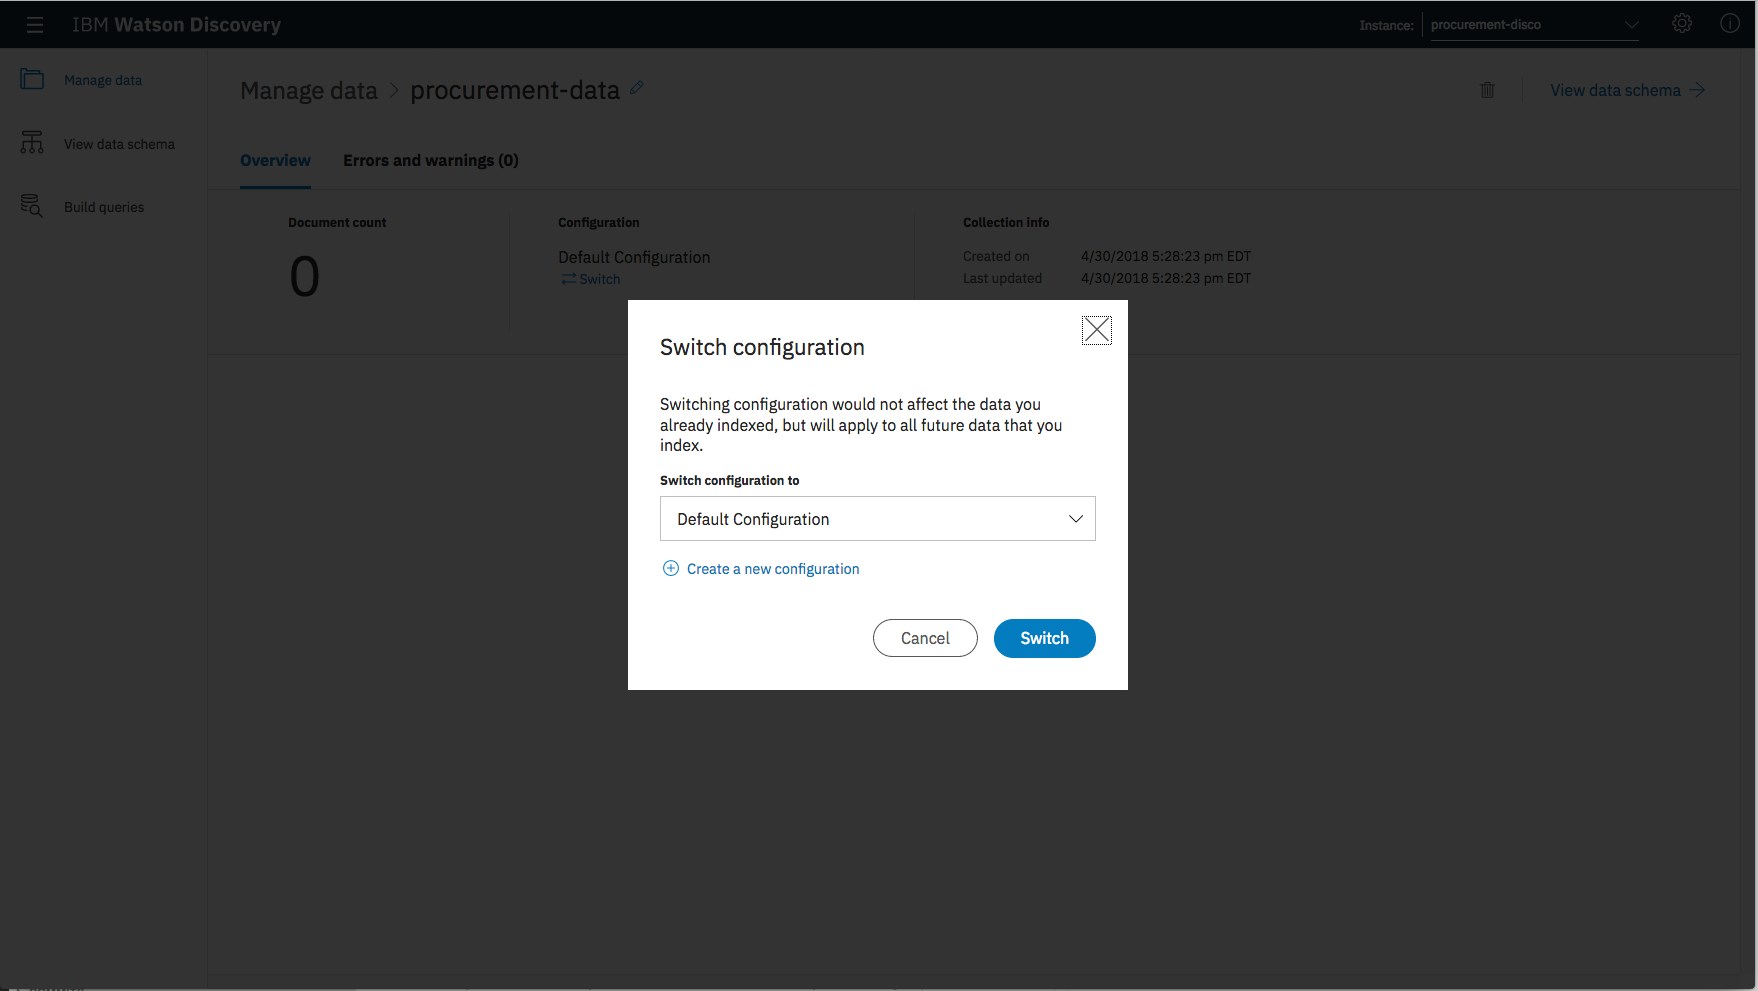 IBM Watson Discovery
Instance: procurement-disco
Manage data
View data schema
Build queries
Manage data > procurement-data
View data schema
Overview
Errors and warnings (0)
Document count
0
Configuration
Default Configuration
Switch
Collection info
Created on 4/30/2018 5:28:23 pm EDT
Last updated 4/30/2018 5:28:23 pm EDT
Switch configuration
Switching configuration would not affect the data you
already indexed, but will apply to all future data that you
index.
Switch configuration to
Default Configuration
Create a new configuration
Cancel
Switch